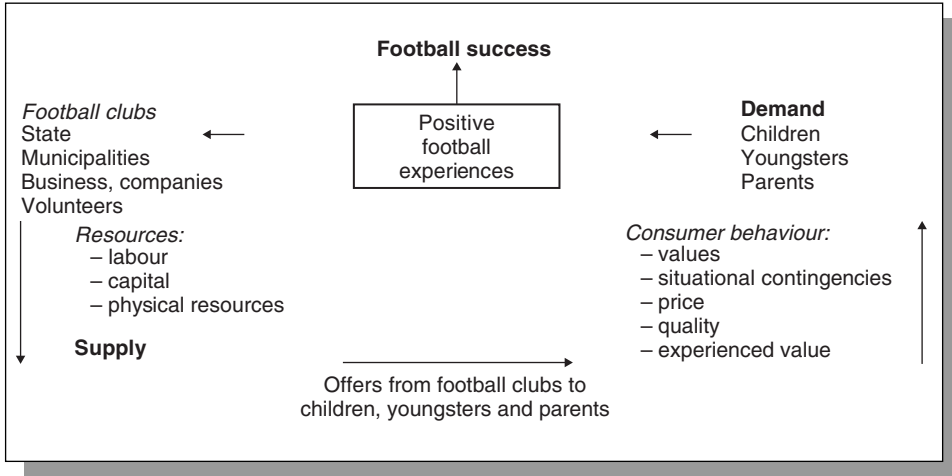 Football success
Football clubs
State
Municipalities
Business, companies
Volunteers
Positive
football
experiences
Demand
Children
Youngsters
Parents
Resources:
– labour
– capital
– physical resources
Supply
Consumer behaviour:
– values
– situational contingencies
– price
– quality
– experienced value
Offers from football clubs to
children, youngsters and parents